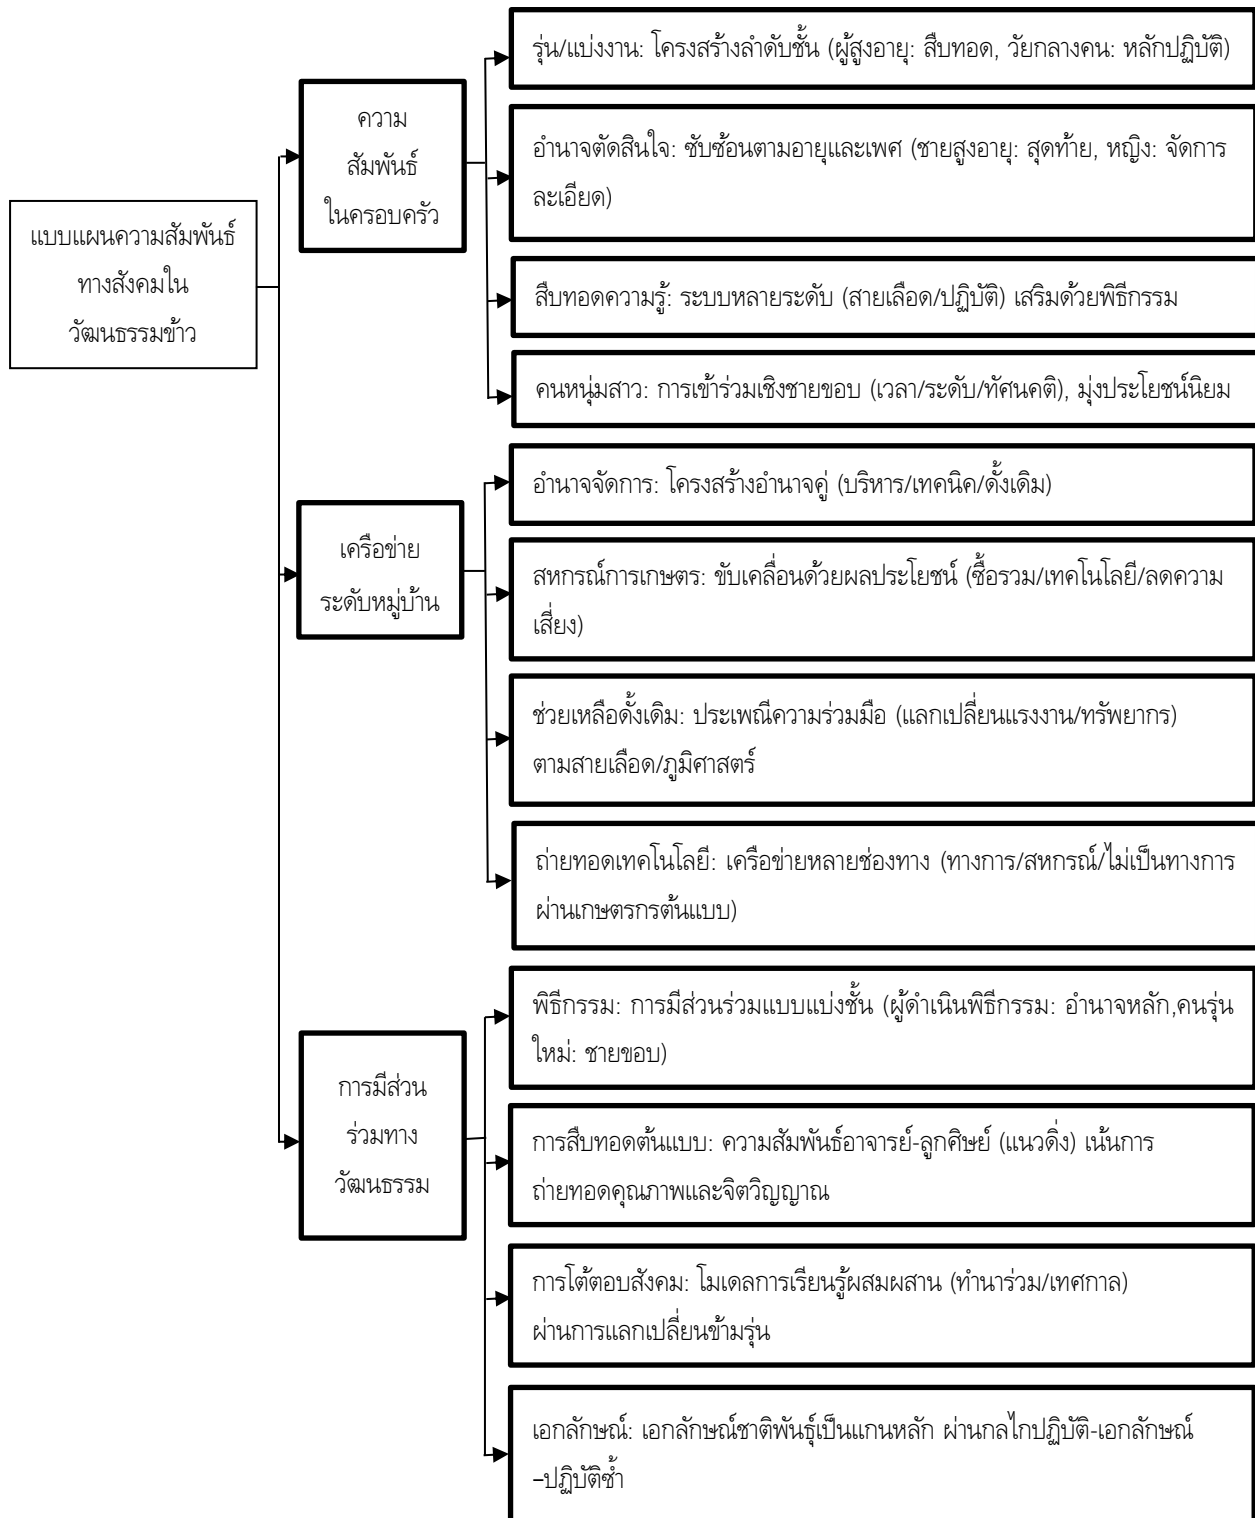 แบบแผนความสัมพันธ์
ทางสังคมใน
วัฒนธรรมข้าว
ความ
สัมพันธ์
ในครอบครัว
รุ่น/แบ่งงาน: โครงสร้างลำดับชั้น (ผู้สูงอายุ: สืบทอด, วัยกลางคน: หลักปฏิบัติ)
อำนาจตัดสินใจ: ซับซ้อนตามอายุและเพศ (ชายสูงอายุ: สุดท้าย, หญิง: จัดการ
ละเอียด)
สืบทอดความรู้: ระบบหลายระดับ (สายเลือด/ปฏิบัติ) เสริมด้วยพิธีกรรม
คนหนุ่มสาว: การเข้าร่วมเชิงชายขอบ (เวลา/ระดับ/ทัศนคติ), มุ่งประโยชน์นิยม
เครือข่าย
ระดับหมู่บ้าน
อำนาจจัดการ: โครงสร้างอำนาจคู่ (บริหาร/เทคนิค/ดั้งเดิม)
สหกรณ์การเกษตร: ขับเคลื่อนด้วยผลประโยชน์ (ซื้อรวม/เทคโนโลยี/ลดความ
เสี่ยง)
ช่วยเหลือดั้งเดิม: ประเพณีความร่วมมือ (แลกเปลี่ยนแรงงาน/ทรัพยากร)
ตามสายเลือด/ภูมิศาสตร์
ถ่ายทอดเทคโนโลยี: เครือข่ายหลายช่องทาง (ทางการ/สหกรณ์/ไม่เป็นทางการ
ผ่านเกษตรกรต้นแบบ)
การมีส่วน
ร่วมทาง
วัฒนธรรม
พิธีกรรม: การมีส่วนร่วมแบบแบ่งชั้น (ผู้ดำเนินพิธีกรรม: อำนาจหลัก,คนรุ่น
ใหม่: ชายขอบ)
การสืบทอดต้นแบบ: ความสัมพันธ์อาจารย์-ลูกศิษย์ (แนวดิ่ง) เน้นการ
ถ่ายทอดคุณภาพและจิตวิญญาณ
การโต้ตอบสังคม: โมเดลการเรียนรู้ผสมผสาน (ทำนาร่วม/เทศกาล)
ผ่านการแลกเปลี่ยนข้ามรุ่น
เอกลักษณ์: เอกลักษณ์ชาติพันธุ์เป็นแกนหลัก ผ่านกลไกปฏิบัติ-เอกลักษณ์
–ปฏิบัติซ้ำ